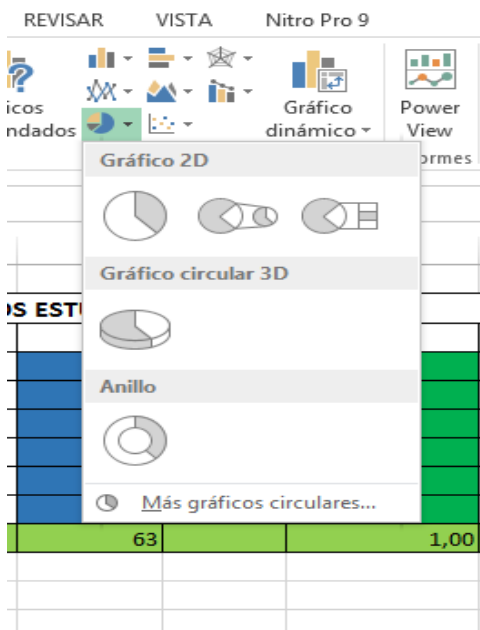 REVISAR VISTA Nitro Pro 9
icos
ndados
Gráfico
dinámico
Power
View
ormes
Gráfico 2D
Gráfico circular 3D
OS EST
Anillo
Más gráficos circulares...
63 1,00